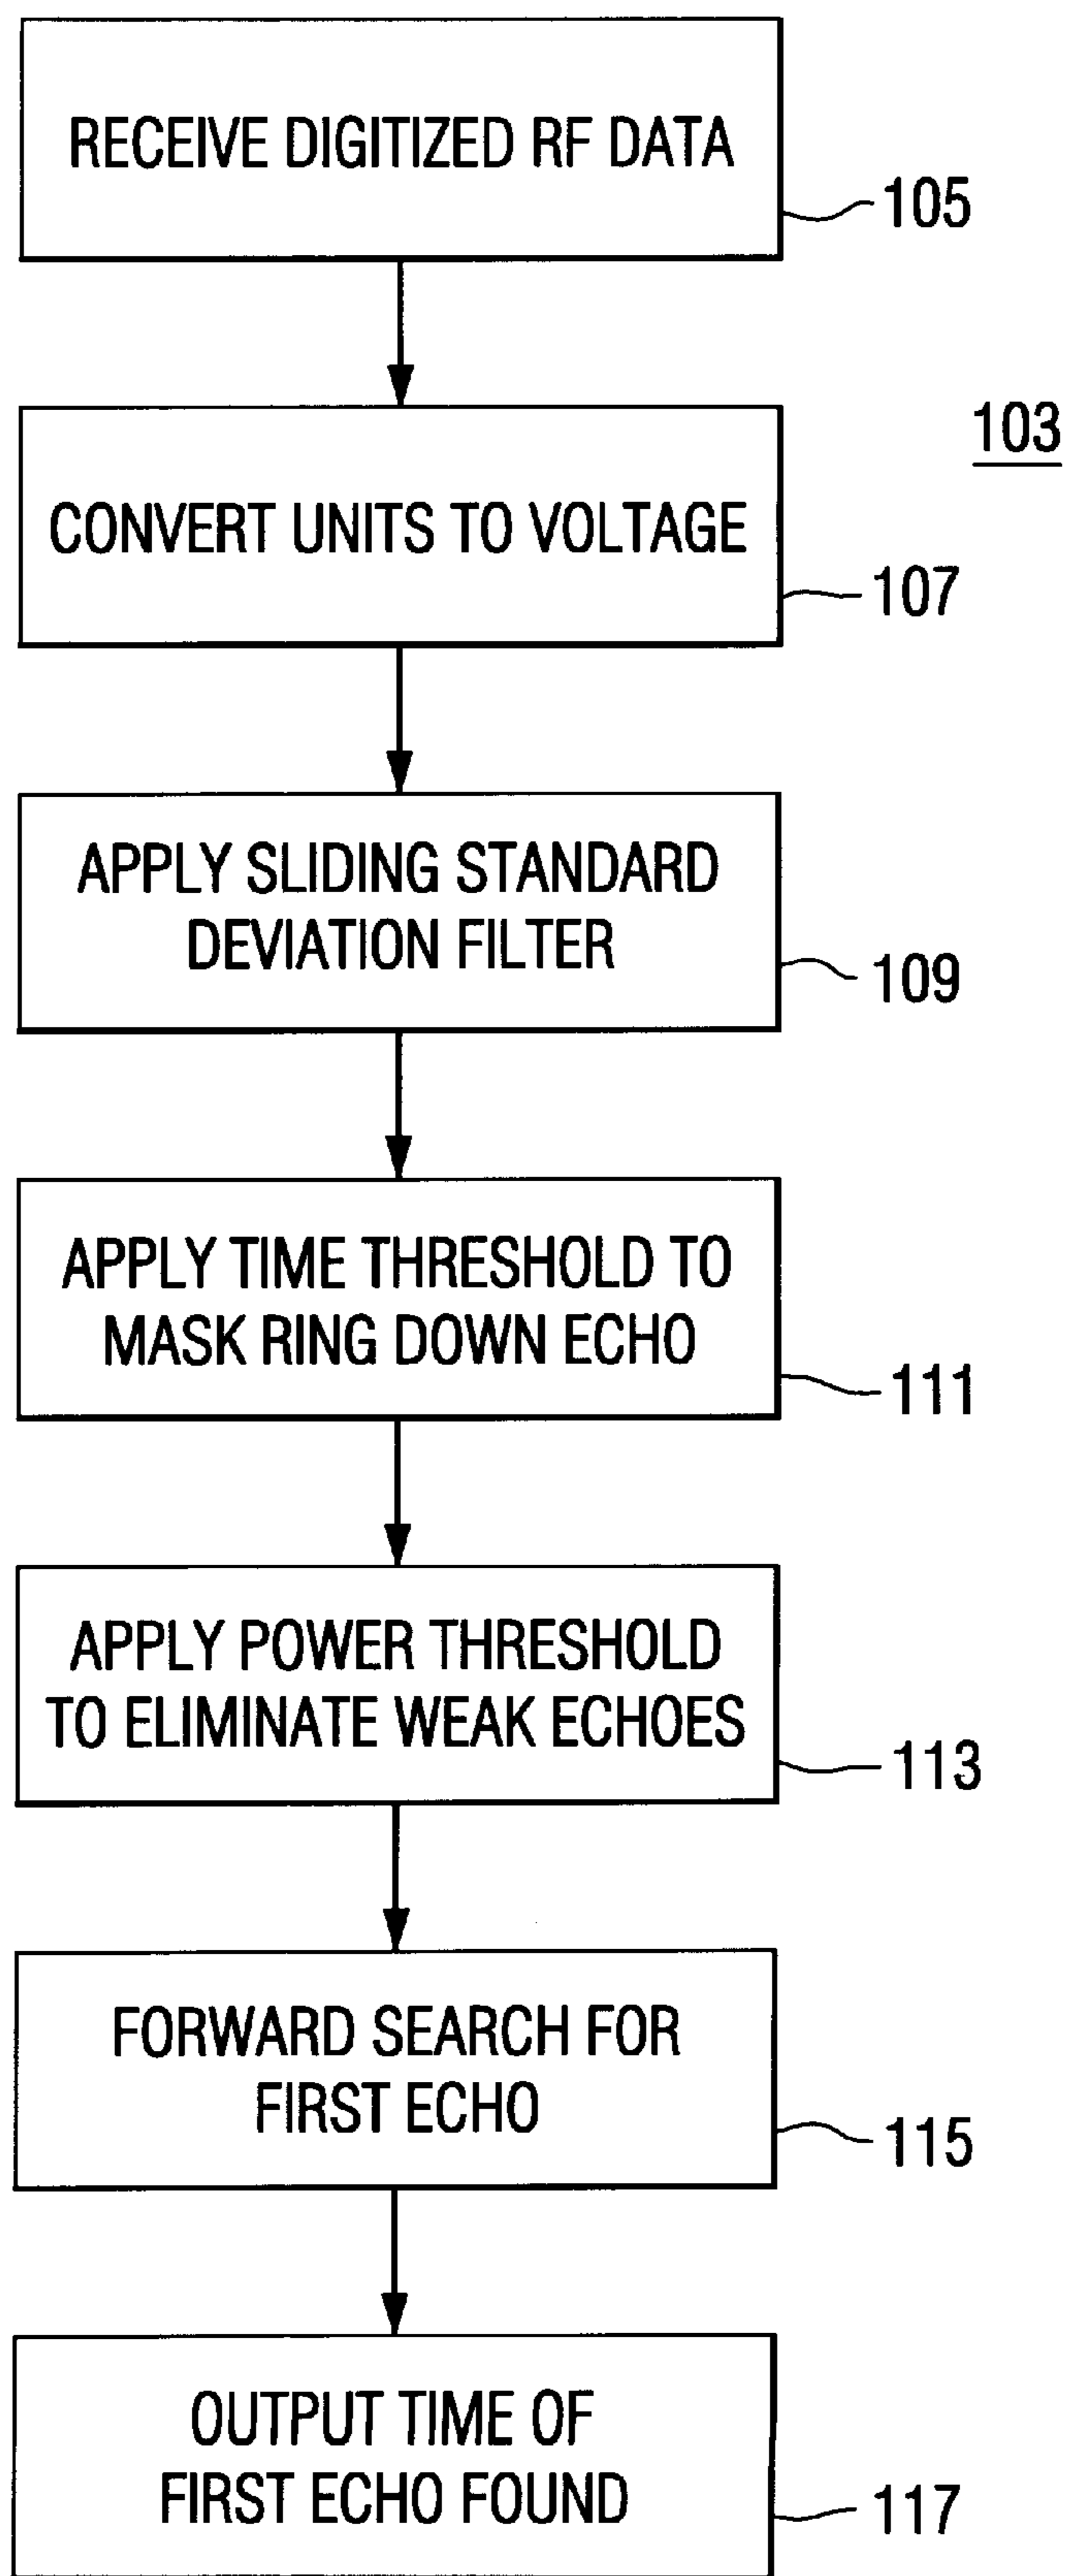 RECEIVE DIGITIZED RF DATA
105
103
CONVERT UNITS TO VOLTAGE
107
APPLY SLIDING STANDARD
DEVIATION FILTER
109
APPLY TIME THRESHOLD TO
MASK RING DOWN ECHO
111
APPLY POWER THRESHOLD
TO ELIMINATE WEAK ECHOES
113
FORWARD SEARCH FOR
FIRST ECHO
115
OUTPUT TIME OF
FIRST ECHO FOUND
117